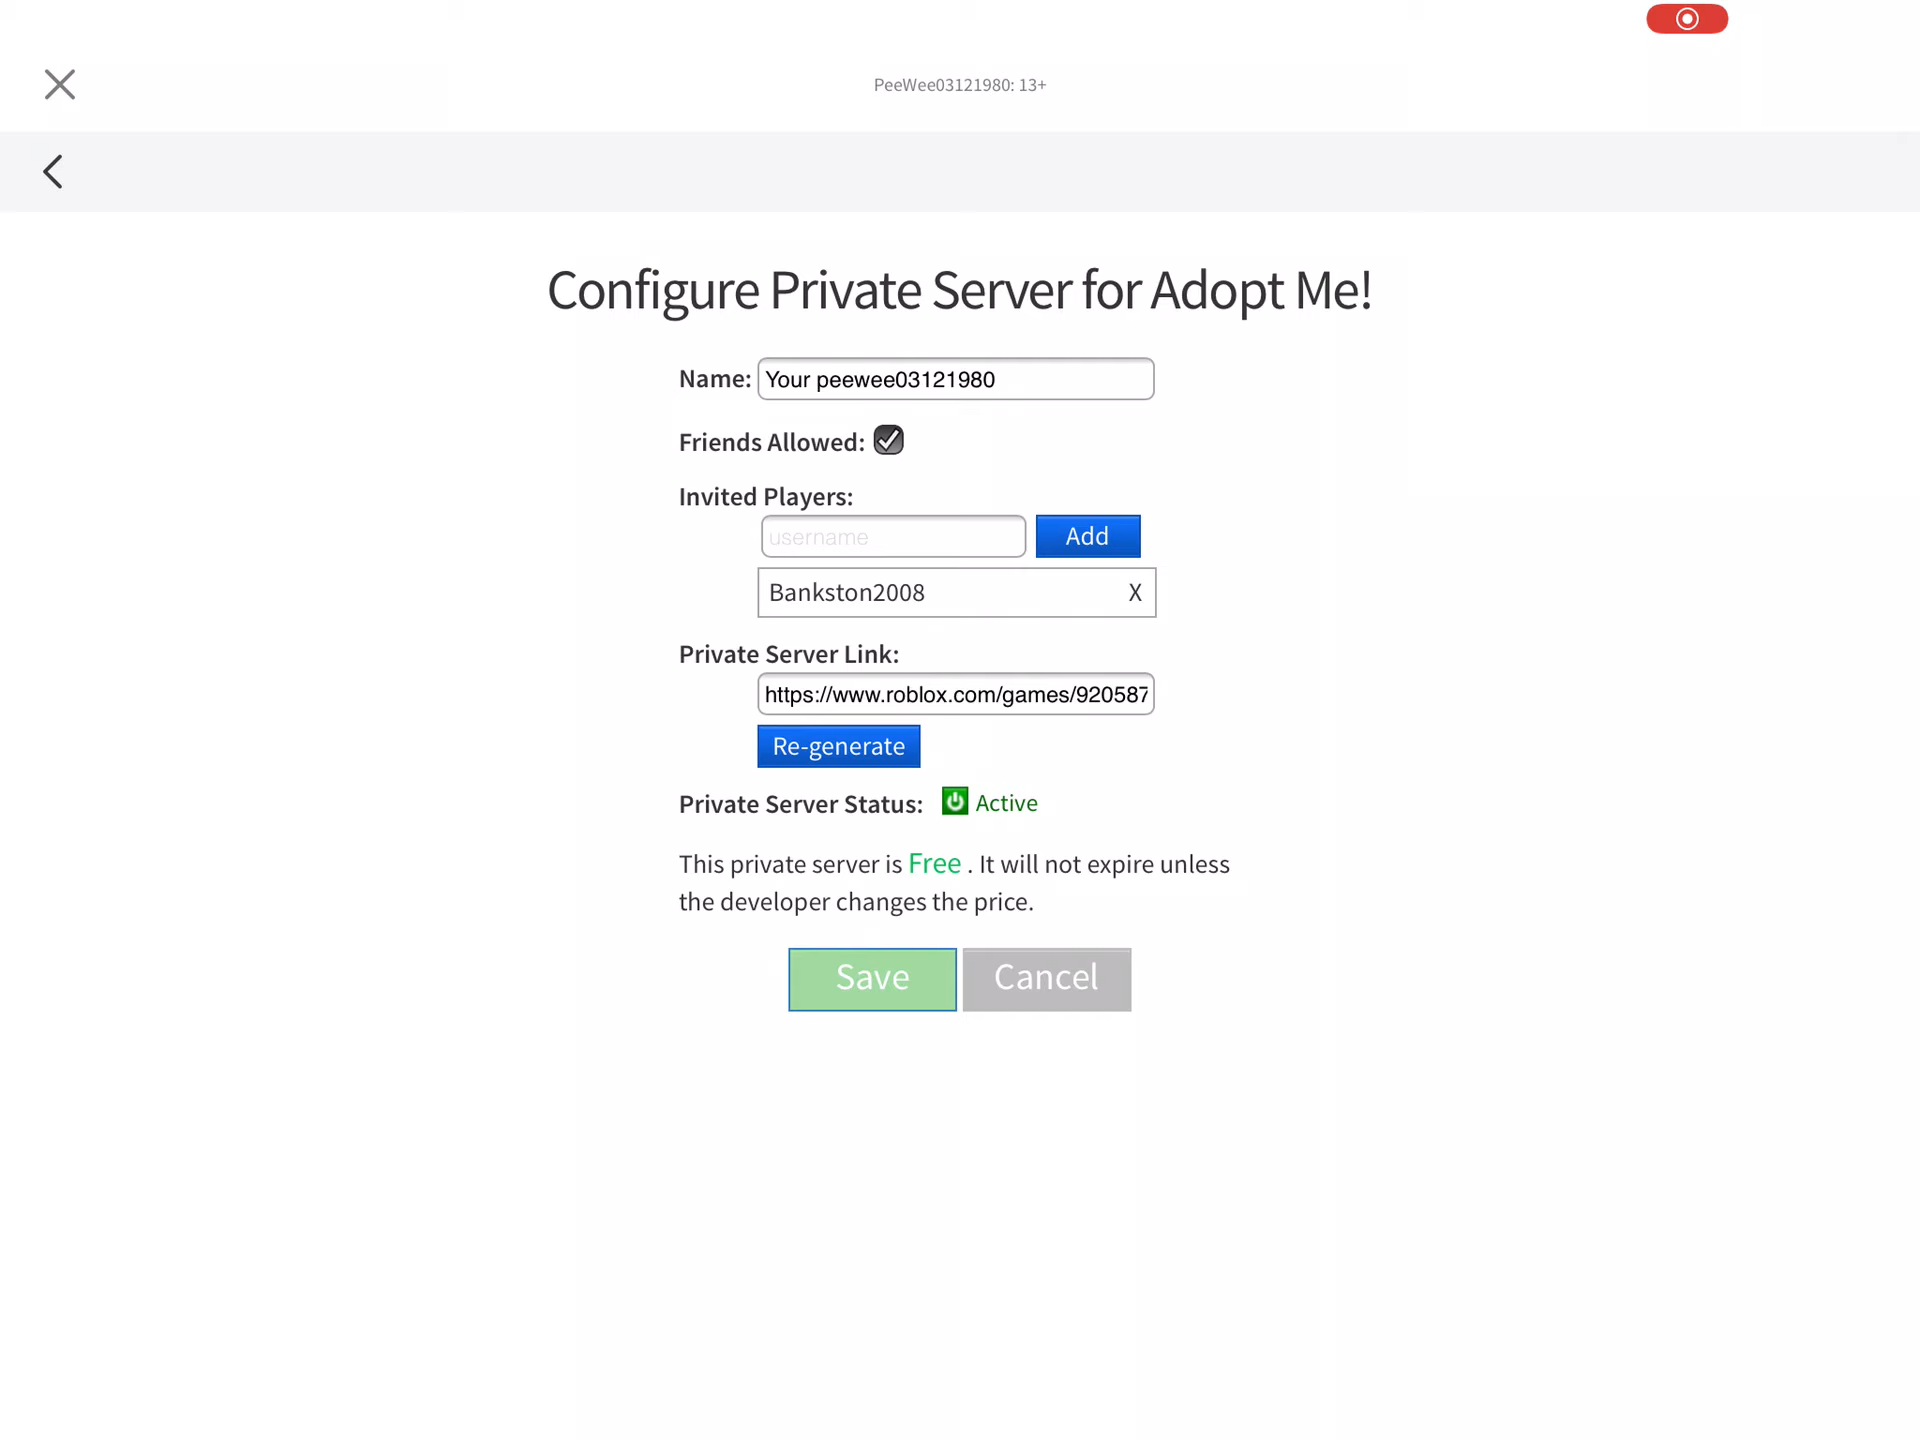 PeeWee03121980: 13+
Configure Private Server for Adopt Me!
Name: Your peewee03121980
Friends Allowed:
Invited Players:
username Add
Bankston2008 X
Private Server Link:
https://www.roblox.com/games/920587
Re-generate
Private Server Status: Active
This private server is Free . It will not expire unless
the developer changes the price.
Save Cancel